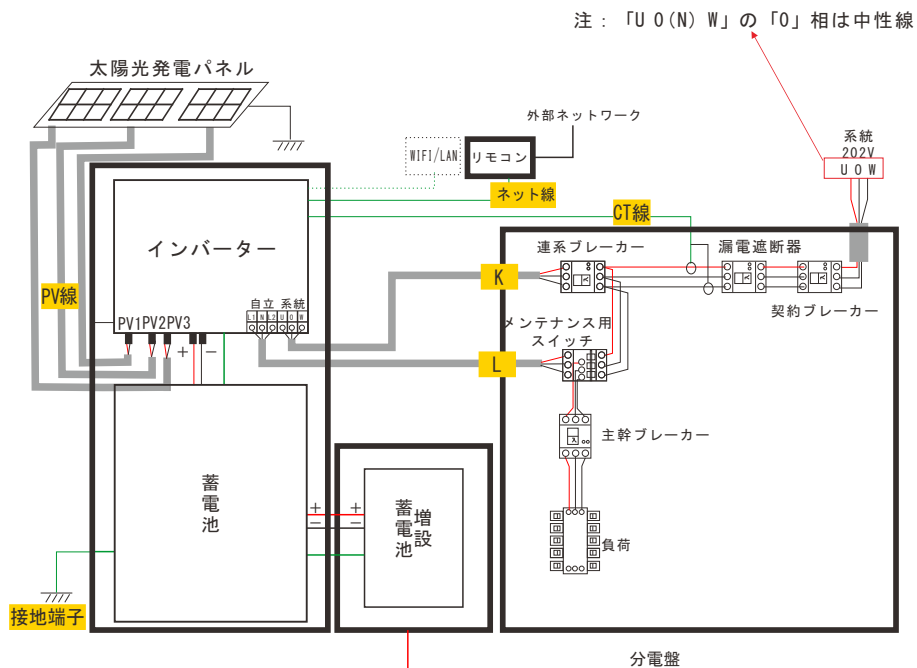 注：「U O(N) W」の「O」相は中性線
太陽光発電パネル
外部ネットワーク
WIFI/LAN
リモコン
系統
202V
U O W
ネット線
CT線
インバーター
連系ブレーカー
漏電遮断器
K
契約ブレーカー
PV線
自立 系統
L1 N L2 U O W
PV1 PV2 PV3
+ −
メンテナンス用
スイッチ
L
主幹ブレーカー
蓄電池
+ +
− −
増設
蓄電池
負荷
接地端子
分電盤